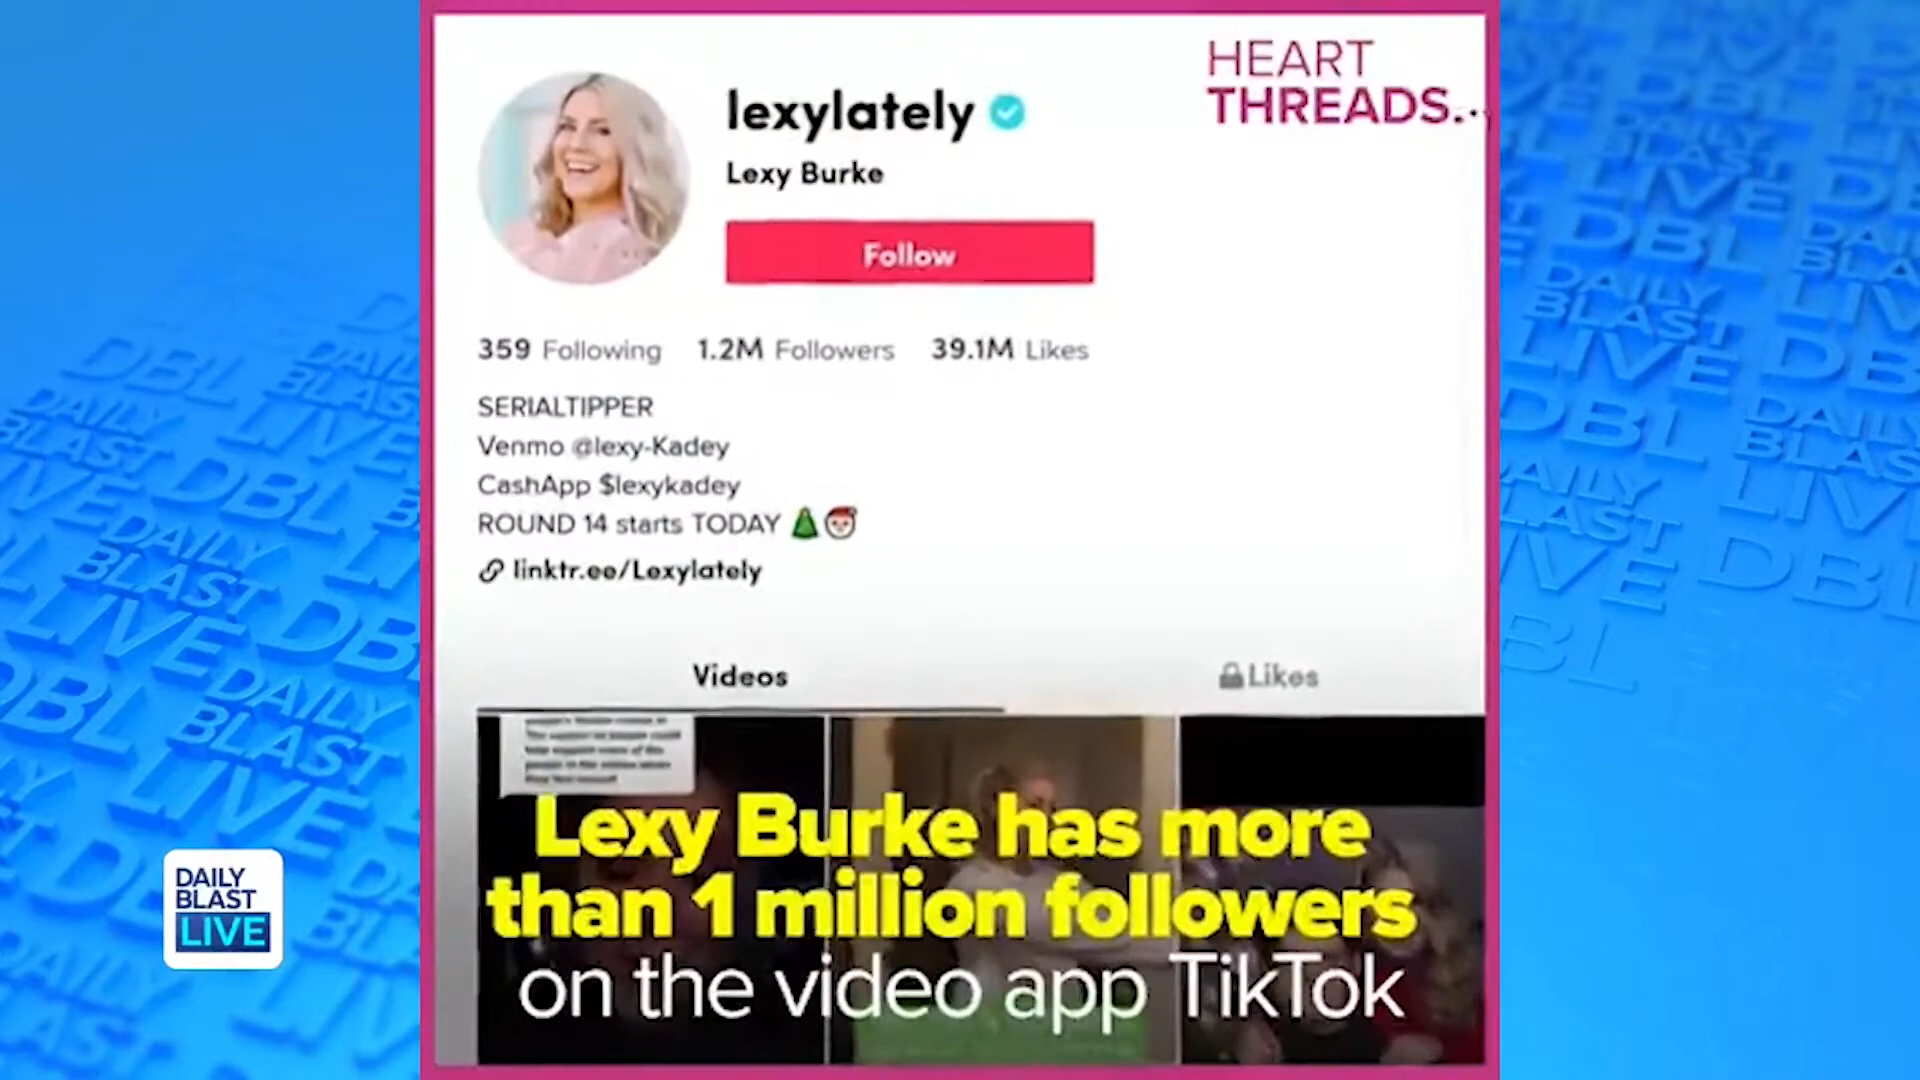 HEART
THREADS...
lexylately
Lexy Burke
Follow
359 Following 1.2M Followers 39.1M Likes
SERIALTIPPER
Venmo @lexy-Kadey
CashApp $lexykadey
ROUND 14 starts TODAY 🎄🎅
linktr.ee/Lexylately
Videos
Likes
Lexy Burke has more
than 1 million followers
on the video app TikTok
DAILY
BLAST
LIVE